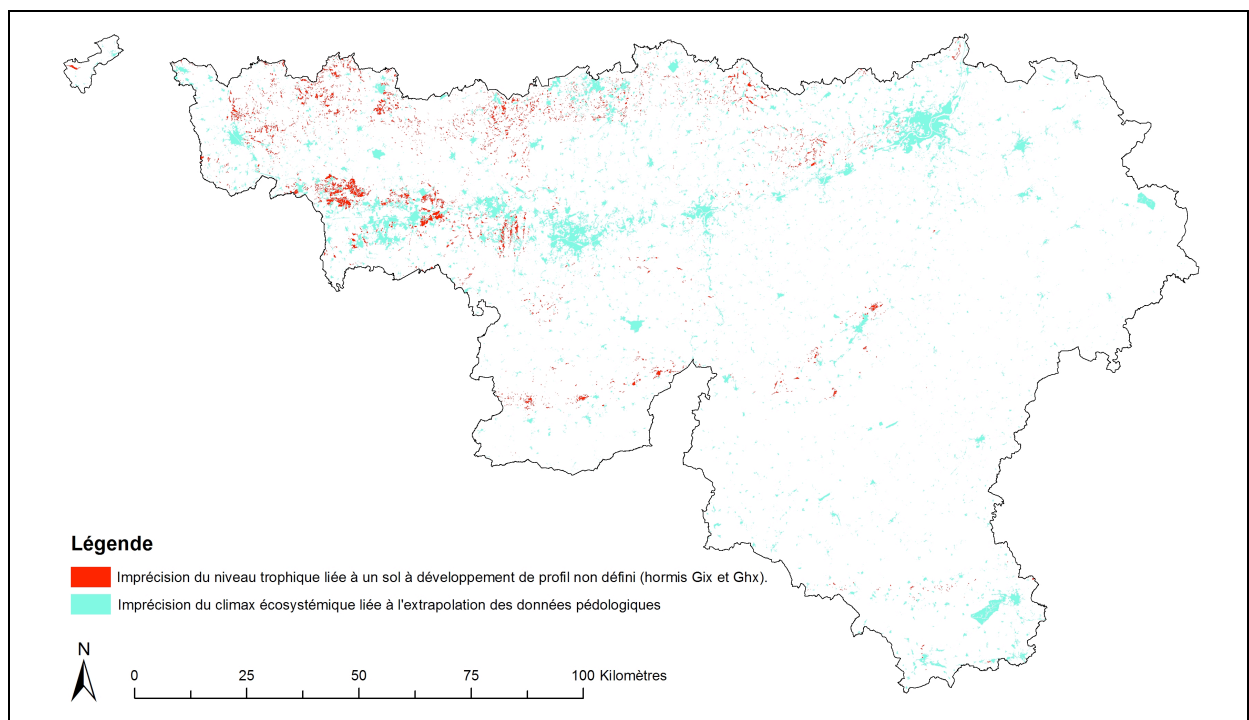 Légende
Imprécision du niveau trophique liée à un sol à développement de profil non défini (hormis Gix et Ghx).
Imprécision du climax écosystémique liée à l'extrapolation des données pédologiques
N
0 25 50 75 100 Kilomètres